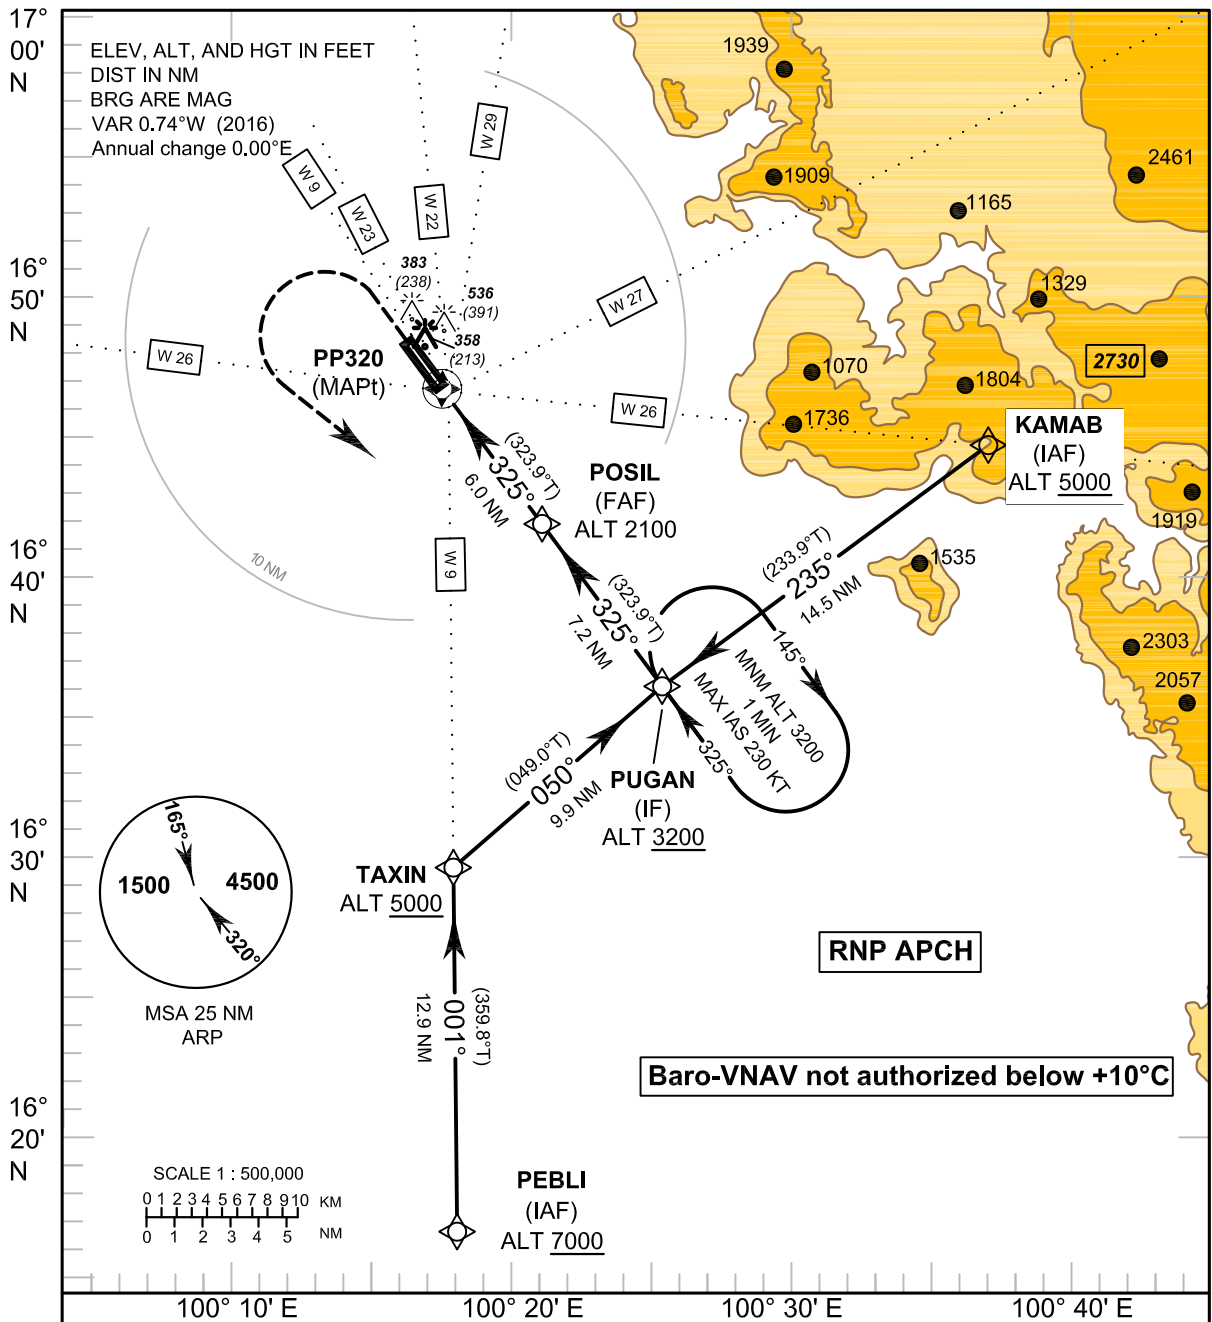 17°
00'
N
ELEV, ALT, AND HGT IN FEET
DIST IN NM
BRG ARE MAG
VAR 0.74°W (2016)
Annual change 0.00°E
1939
W 29
W 9
W 22
W 23
1909
2461
1165
16°
50'
N
383
(238)
536
(391)
358
(213)
W 27
1329
2730
W 26
PP320
(MAPt)
1070
1804
W 26
1736
KAMAB
(IAF)
ALT 5000
1919
(323.9°T)
325°
6.0 NM
POSIL
(FAF)
ALT 2100
16°
40'
N
10 NM
W 9
1535
(233.9°T)
235°
14.5 NM
(323.9°T)
325°
7.2 NM
2303
2057
145°
MNM ALT 3200
1 MIN
MAX IAS 230 KT
325°
PUGAN
(IF)
ALT 3200
(049.0°T)
050°
9.9 NM
16°
30'
N
165°
1500
4500
320°
MSA 25 NM
ARP
TAXIN
ALT 5000
RNP APCH
(359.8°T)
001°
12.9 NM
Baro-VNAV not authorized below +10°C
16°
20'
N
SCALE 1 : 500,000
0 1 2 3 4 5 6 7 8 9 10 KM
0 1 2 3 4 5 NM
PEBLI
(IAF)
ALT 7000
100° 10' E
100° 20' E
100° 30' E
100° 40' E